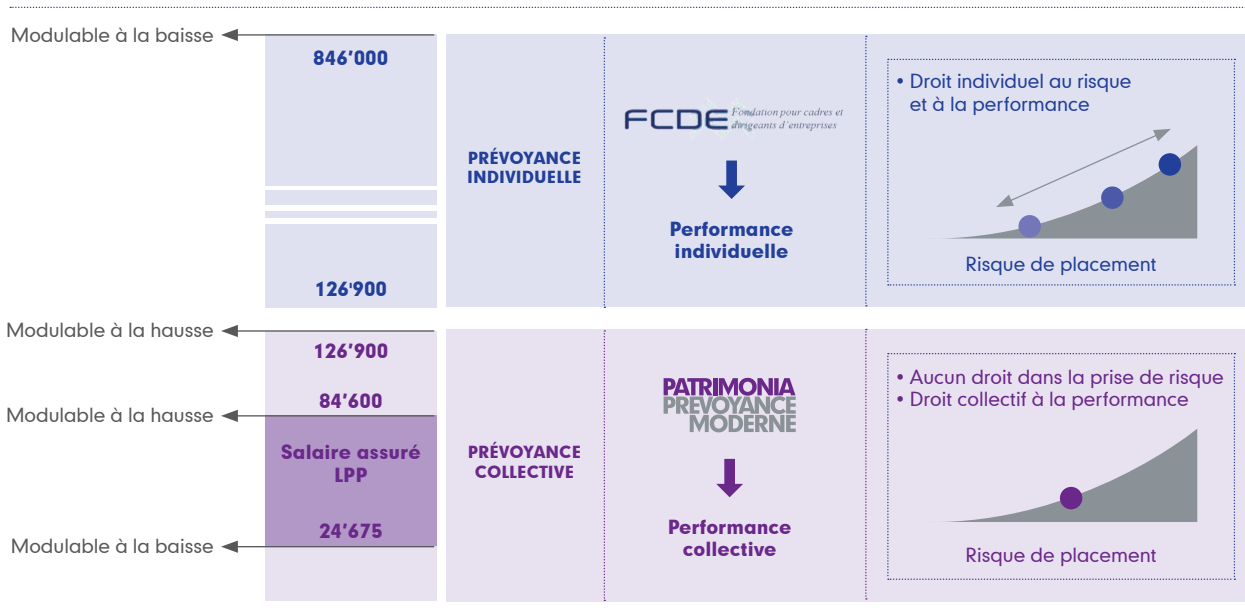 Modulable à la baisse
846’000
126'900
PRÉVOYANCE
INDIVIDUELLE
FCDE Fondation pour cadres et
dirigeants d’entreprises
Performance
individuelle
• Droit individuel au risque
et à la performance
Risque de placement
Modulable à la hausse
126’900
84’600
Modulable à la hausse
Salaire assuré
LPP
24’675
Modulable à la baisse
PRÉVOYANCE
COLLECTIVE
PATRIMONIA
PREVOYANCE
MODERNE
Performance
collective
• Aucun droit dans la prise de risque
• Droit collectif à la performance
Risque de placement